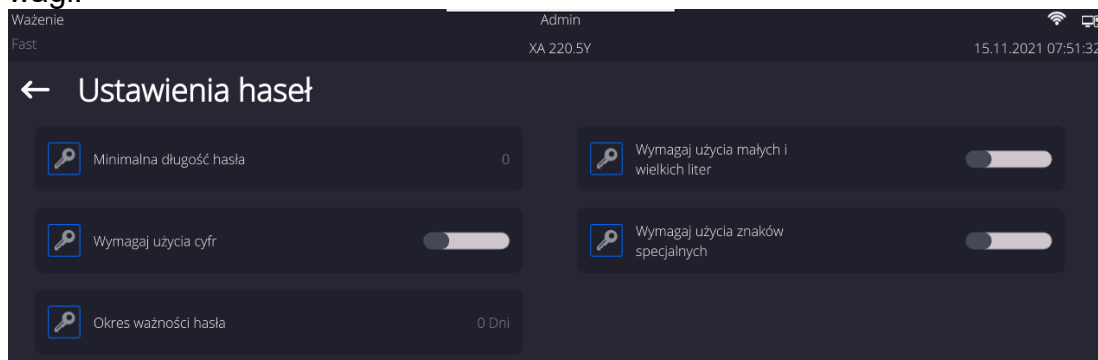 wagi.
Ważenie Admin
Fast XA 220.5Y 15.11.2021 07:51:32
Ustawienia haseł
Minimalna długość hasła 0
Wymagaj użycia małych i
wielkich liter
Wymagaj użycia cyfr
Wymagaj użycia znaków
specjalnych
Okres ważności hasła 0 Dni